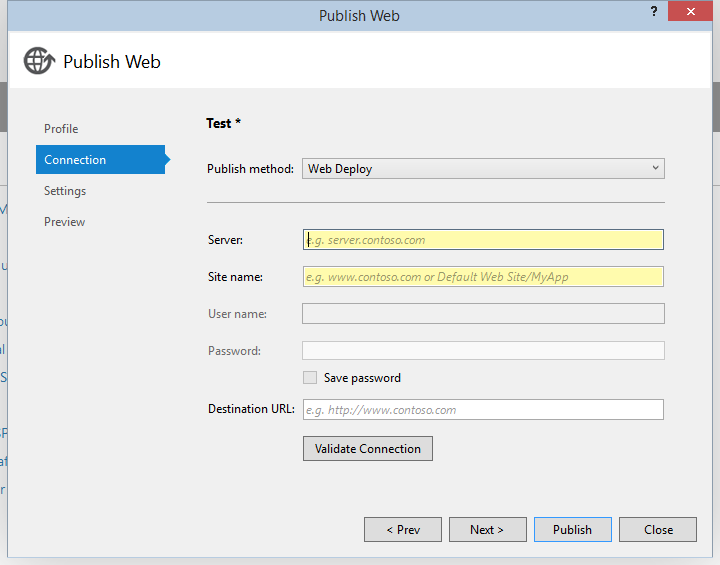 Publish Web
?
Publish Web
Profile
Connection
Settings
Preview
Test *
Publish method: Web Deploy
Server: e.g. server.contoso.com
Site name: e.g. www.contoso.com or Default Web Site/MyApp
User name:
Password:
Save password
Destination URL: e.g. http://www.contoso.com
Validate Connection
< Prev Next > Publish Close